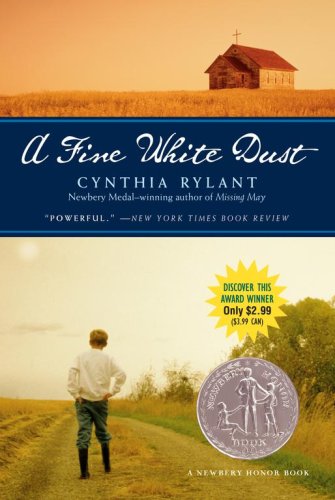 A Fine White Dust
CYNTHIA RYLANT
Newbery Medal–winning author of Missing May
"POWERFUL." —NEW YORK TIMES BOOK REVIEW
DISCOVER THIS
AWARD WINNER
Only $2.99
($3.99 CAN)
A NEWBERY HONOR BOOK